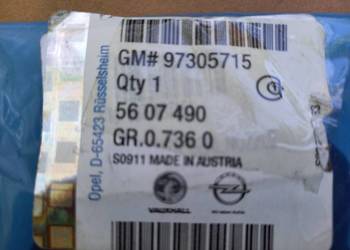 GM# 97305715
Qty 1
56 07 490
GR.0.736 0
S0911 MADE IN AUSTRIA
Opel, D-65423 Rüsselsheim
VAUXHALL